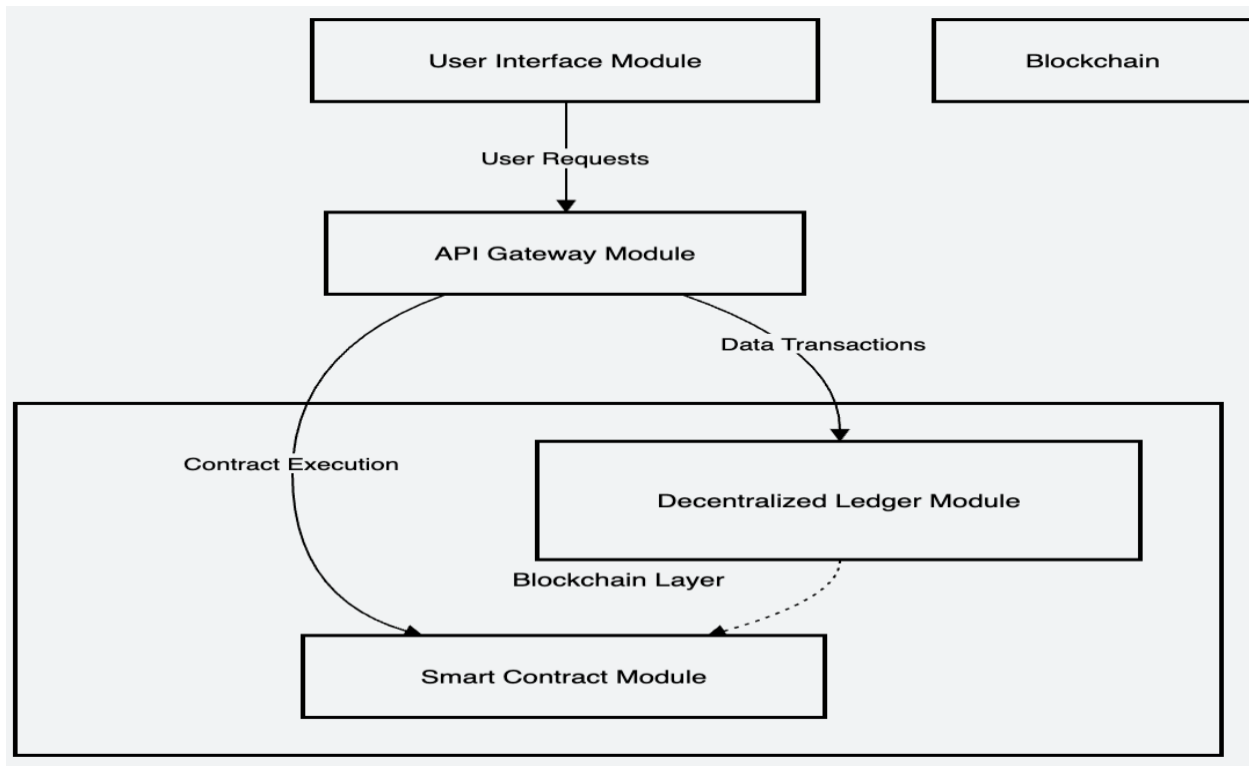 User Interface Module
Blockchain
User Requests
API Gateway Module
Data Transactions
Contract Execution
Decentralized Ledger Module
Blockchain Layer
Smart Contract Module